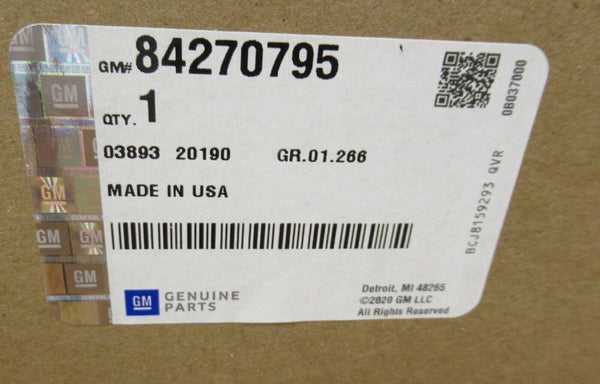 GM# 84270795
QTY. 1
03893 20190 GR.01.266
MADE IN USA
GM GENUINE
PARTS
Detroit, MI 48265
©2020 GM LLC
All Rights Reserved
0B037000
BCJ8159293 QVR
GM
GM
GM
GM
GM